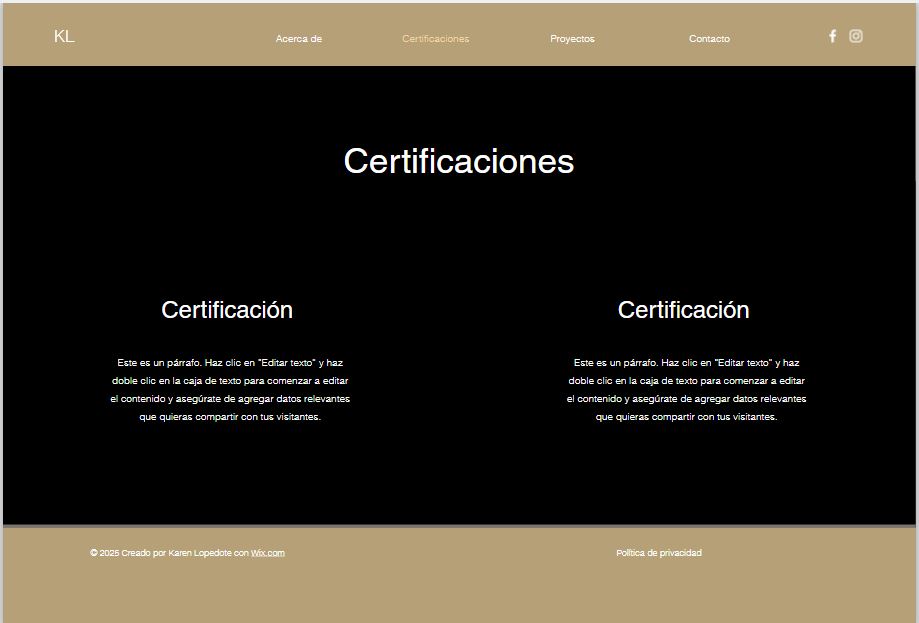 KL
Acerca de
Certificaciones
Proyectos
Contacto
Certificaciones
Certificación
Este es un párrafo. Haz clic en "Editar texto" y haz
doble clic en la caja de texto para comenzar a editar
el contenido y asegúrate de agregar datos relevantes
que quieras compartir con tus visitantes.
Certificación
Este es un párrafo. Haz clic en "Editar texto" y haz
doble clic en la caja de texto para comenzar a editar
el contenido y asegúrate de agregar datos relevantes
que quieras compartir con tus visitantes.
© 2025 Creado por Karen Lopedote con Wix.com
Política de privacidad